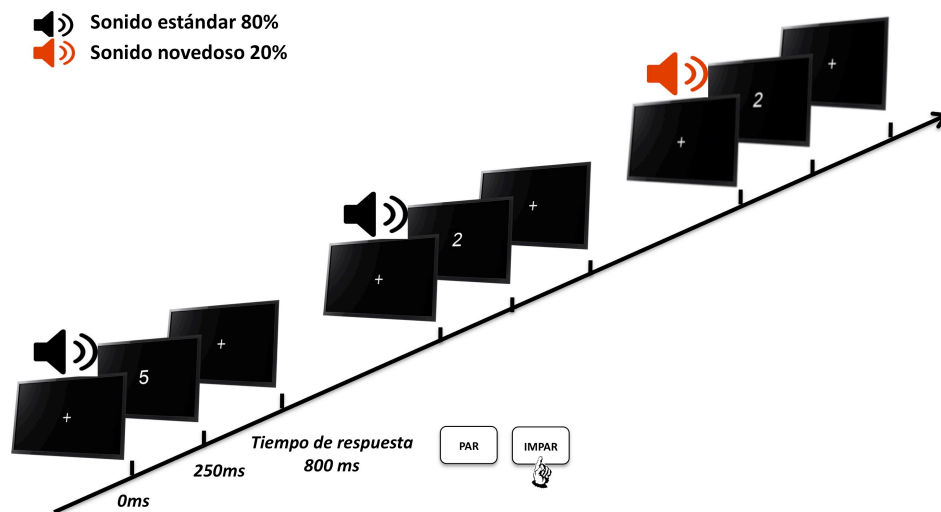 Sonido estándar 80%
Sonido novedoso 20%
+
2
+
+
2
+
+
5
+
Tiempo de respuesta
800 ms
PAR
IMPAR
250ms
0ms